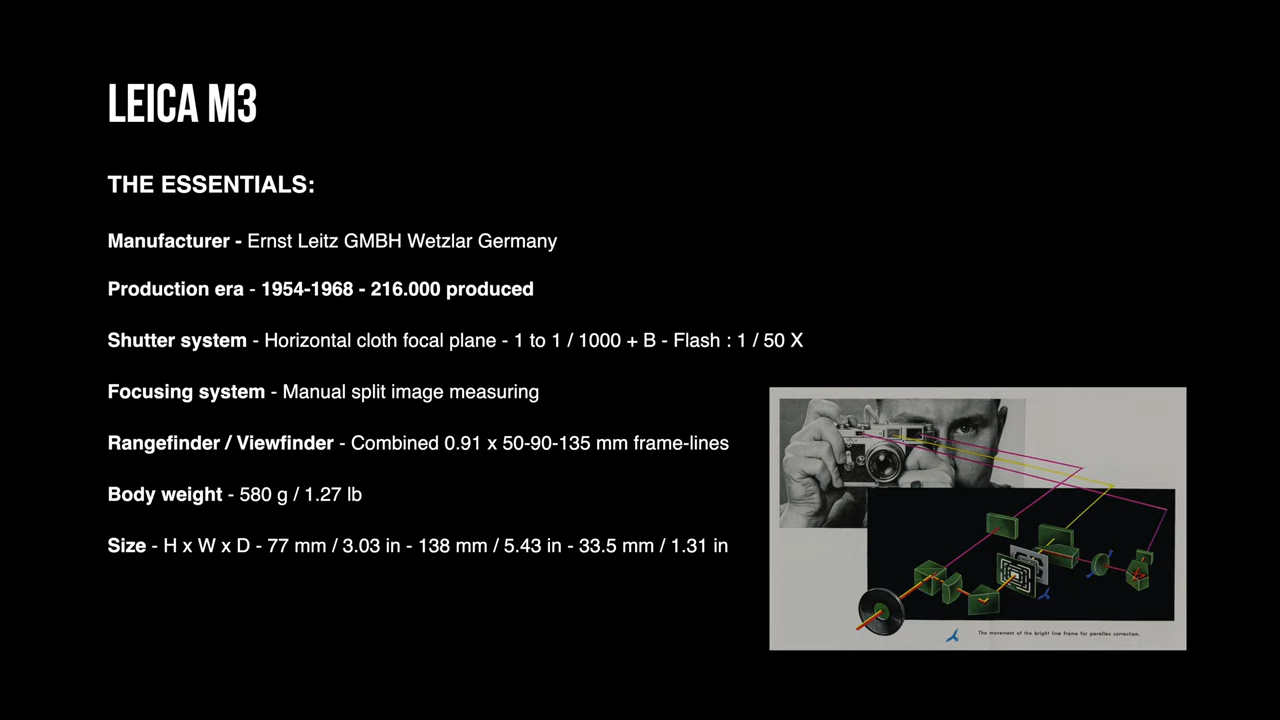 LEICA M3
THE ESSENTIALS:
Manufacturer - Ernst Leitz GMBH Wetzlar Germany
Production era - 1954-1968 - 216.000 produced
Shutter system - Horizontal cloth focal plane - 1 to 1 / 1000 + B - Flash : 1 / 50 X
Focusing system - Manual split image measuring
Rangefinder / Viewfinder - Combined 0.91 x 50-90-135 mm frame-lines
Body weight - 580 g / 1.27 lb
Size - H x W x D - 77 mm / 3.03 in - 138 mm / 5.43 in - 33.5 mm / 1.31 in
The movement of the bright line frame for parallax correction.